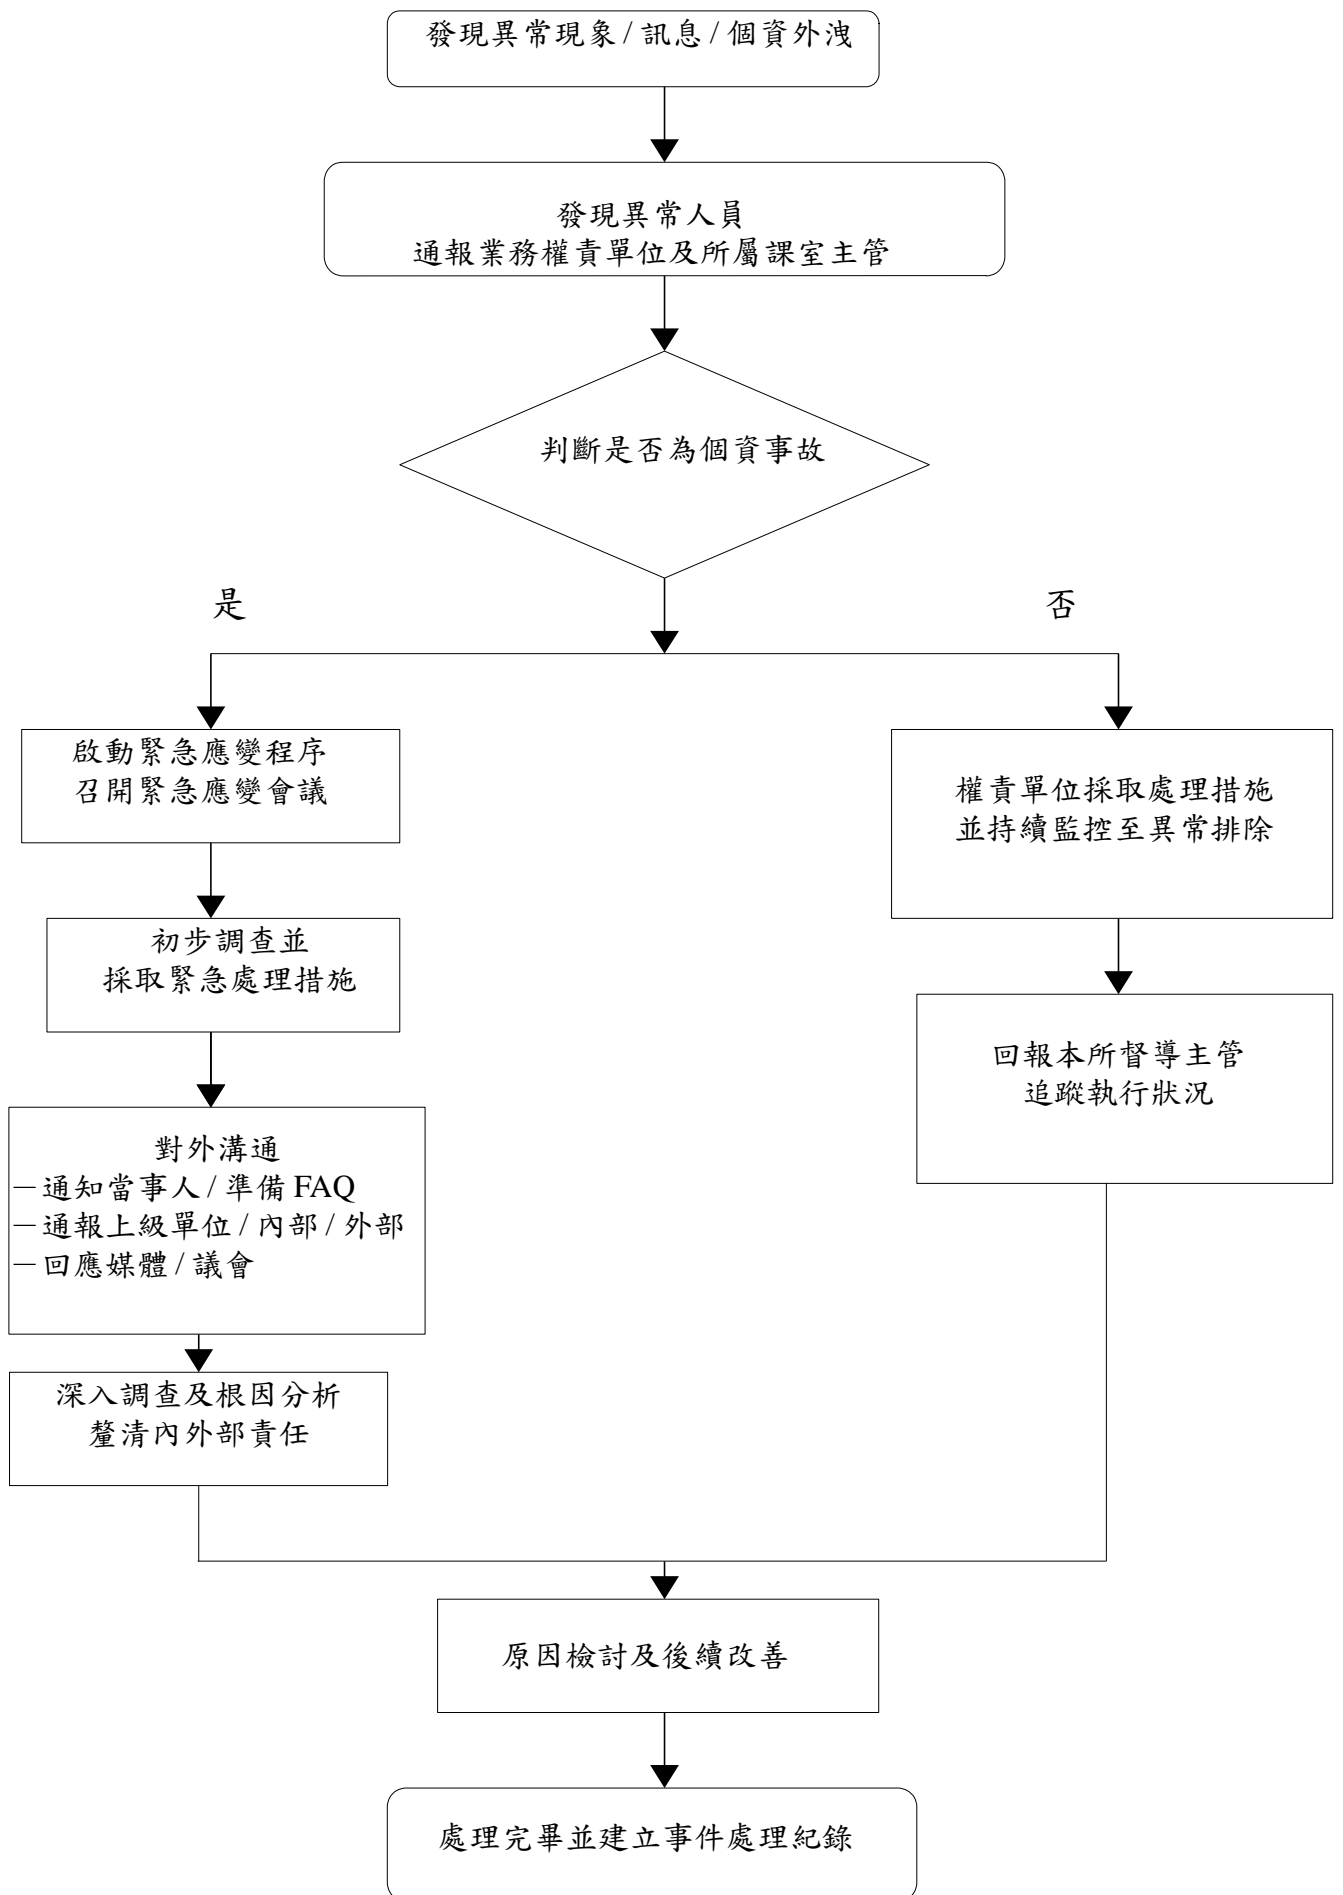 發現異常現象/訊息/個資外洩
發現異常人員
通報業務權責單位及所屬課室主管
判斷是否為個資事故
是
否
啟動緊急應變程序
召開緊急應變會議
權責單位採取處理措施
並持續監控至異常排除
初步調查並
採取緊急處理措施
回報本所督導主管
追蹤執行狀況
對外溝通
－通知當事人/準備FAQ
－通報上級單位/內部/外部
－回應媒體/議會
深入調查及根因分析
釐清內外部責任
原因檢討及後續改善
處理完畢並建立事件處理紀錄